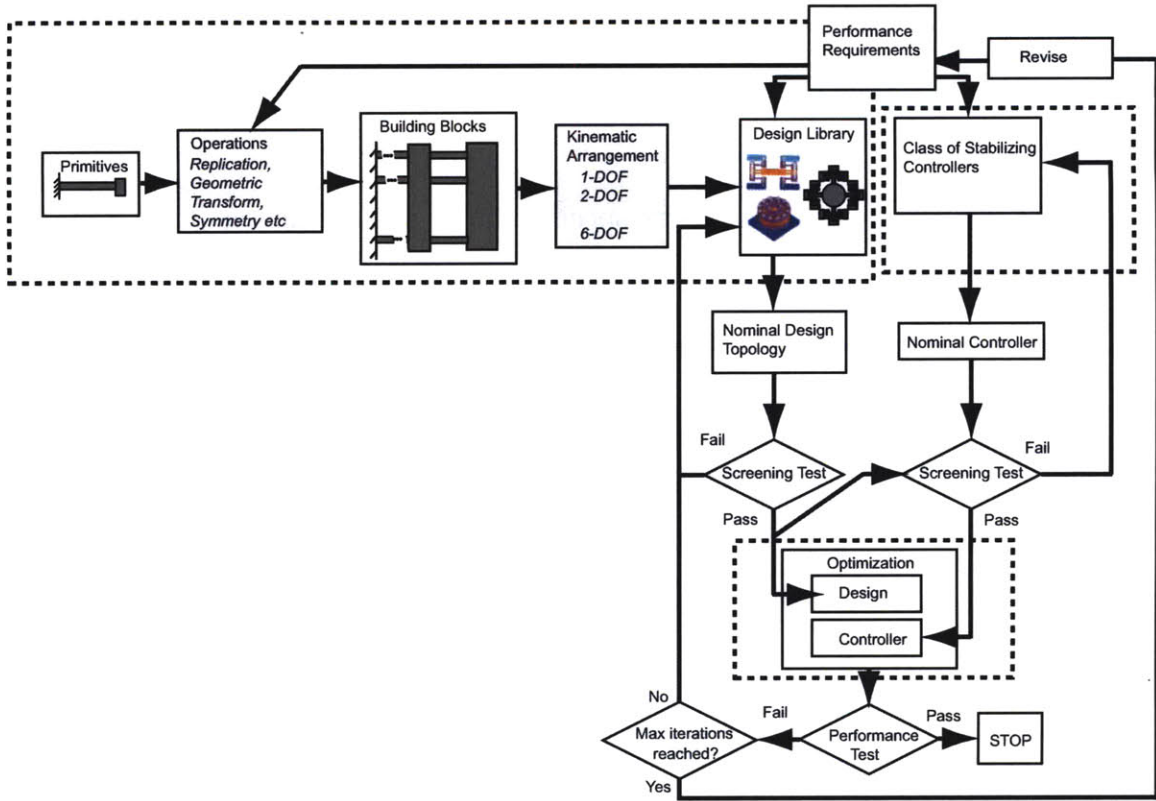 Performance
Requirements
Revise
Primitives
Operations
Replication,
Geometric
Transform,
Symmetry etc
Building Blocks
Kinematic
Arrangement
1-DOF
2-DOF
6-DOF
Design Library
Class of Stabilizing
Controllers
Nominal Design
Topology
Nominal Controller
Fail
Screening Test
Pass
Fail
Screening Test
Pass
Optimization
Design
Controller
No
Max iterations
reached?
Yes
Fail
Performance
Test
Pass
STOP